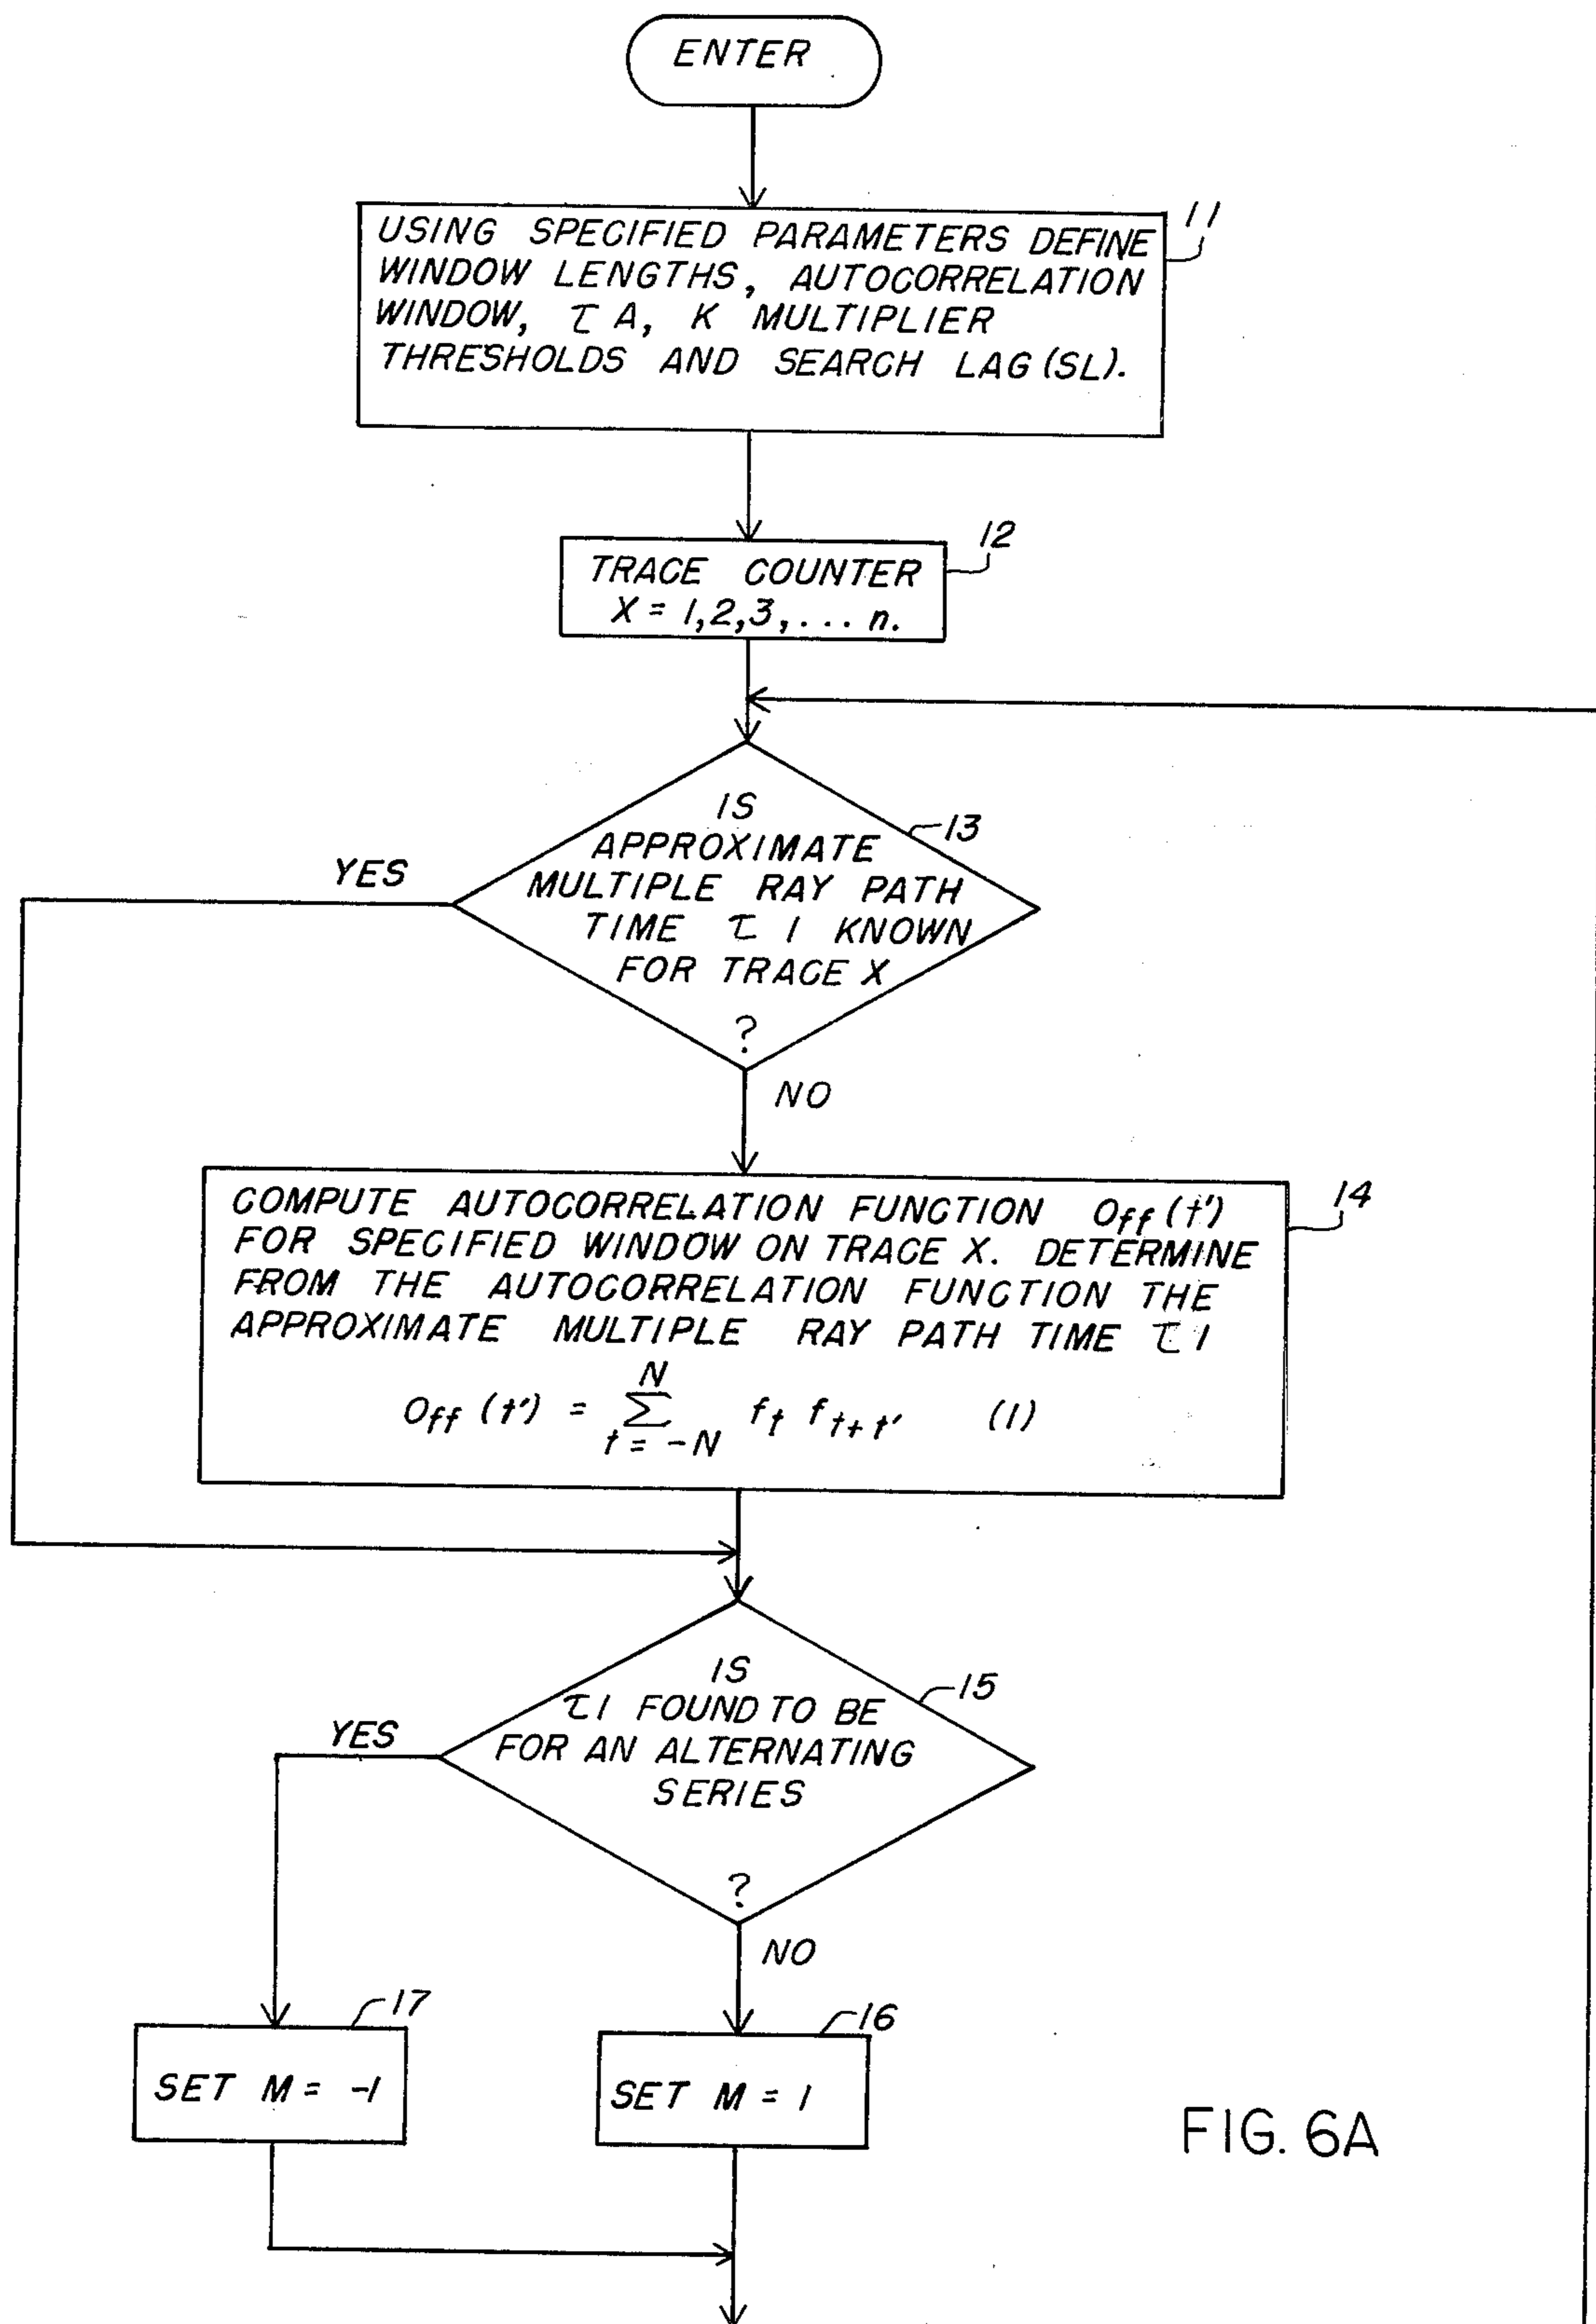 ENTER
11
USING SPECIFIED PARAMETERS DEFINE
WINDOW LENGTHS, AUTOCORRELATION
WINDOW, τ A, K MULTIPLIER
THRESHOLDS AND SEARCH LAG (SL).
12
TRACE COUNTER
X = 1,2,3, ... n.
13
IS
APPROXIMATE
MULTIPLE RAY PATH
TIME τ 1 KNOWN
FOR TRACE X
?
YES
NO
14
COMPUTE AUTOCORRELATION FUNCTION Off (t')
FOR SPECIFIED WINDOW ON TRACE X. DETERMINE
FROM THE AUTOCORRELATION FUNCTION THE
APPROXIMATE MULTIPLE RAY PATH TIME τ 1
N
Off (t') = Σ ft ft+t' (1)
t = -N
15
IS
τ1 FOUND TO BE
FOR AN ALTERNATING
SERIES
?
YES
NO
17
SET M = -1
16
SET M = 1
FIG. 6A